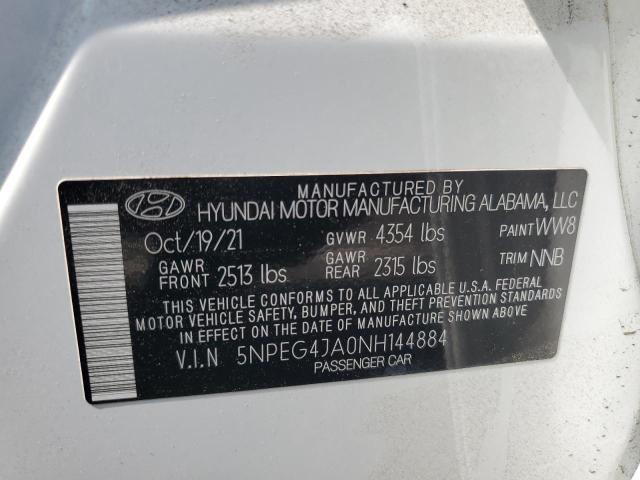 MANUFACTURED BY
HYUNDAI MOTOR MANUFACTURING ALABAMA, LLC
Oct/19/21 GVWR 4354 lbs PAINT WW8
GAWR FRONT 2513 lbs GAWR REAR 2315 lbs TRIM NNB
THIS VEHICLE CONFORMS TO ALL APPLICABLE U.S.A. FEDERAL
MOTOR VEHICLE SAFETY, BUMPER, AND THEFT PREVENTION STANDARDS
IN EFFECT ON THE DATE OF MANUFACTURE SHOWN ABOVE.
V.I.N 5NPEG4JA0NH144884
PASSENGER CAR